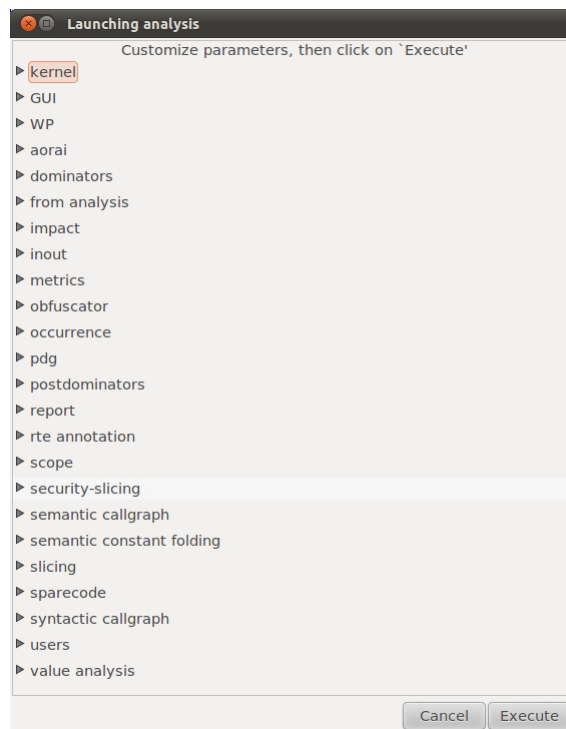 Launching analysis
Customize parameters, then click on `Execute'
kernel
GUI
WP
aorai
dominators
from analysis
impact
inout
metrics
obfuscator
occurrence
pdg
postdominators
report
rte annotation
scope
security-slicing
semantic callgraph
semantic constant folding
slicing
sparecode
syntactic callgraph
users
value analysis
Cancel Execute